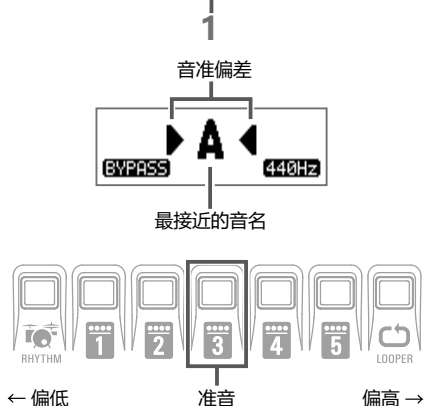 1
音准偏差
A
BYPASS 440Hz
最接近的音名
1 2 3 4 5
RHYTHM LOOPER
← 偏低 准音 偏高 →